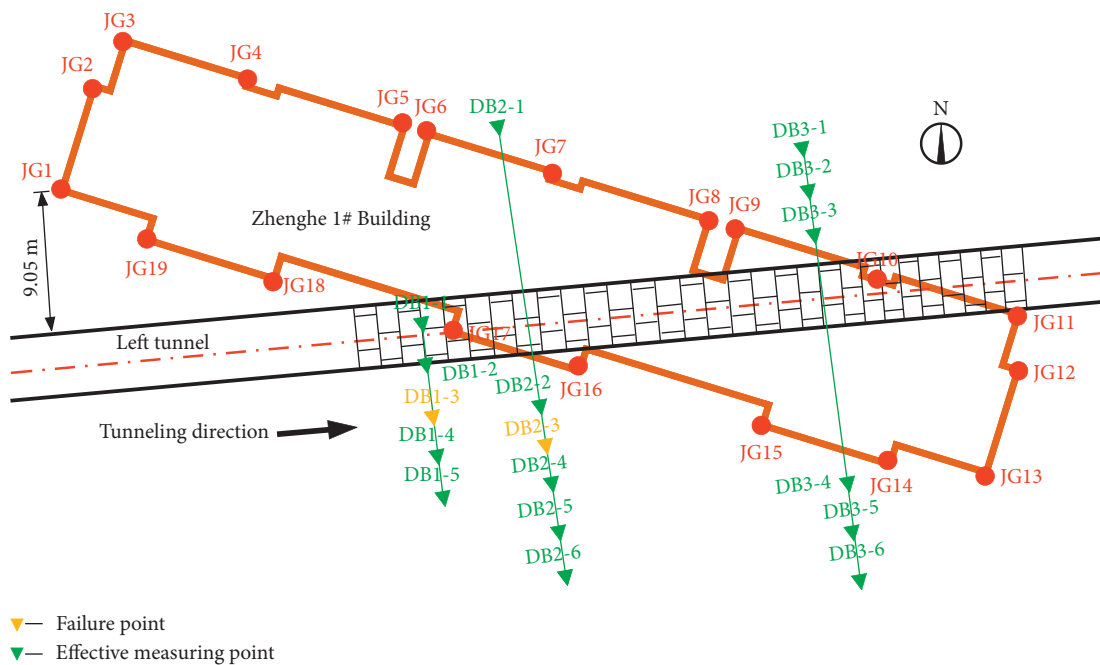 JG3
JG4
JG2
JG5
JG6
DB2-1
N
DB3-1
JG7
DB3-2
JG1
DB3-3
JG8
JG9
Zhenghe 1# Building
JG19
9.05 m
JG18
JG10
DB1-1
JG17
JG11
Left tunnel
DB1-2
JG16
JG12
DB2-2
DB1-3
Tunneling direction
DB1-4
DB2-3
JG15
DB2-4
DB1-5
DB3-4
JG14
JG13
DB2-5
DB3-5
DB2-6
DB3-6
Failure point
Effective measuring point